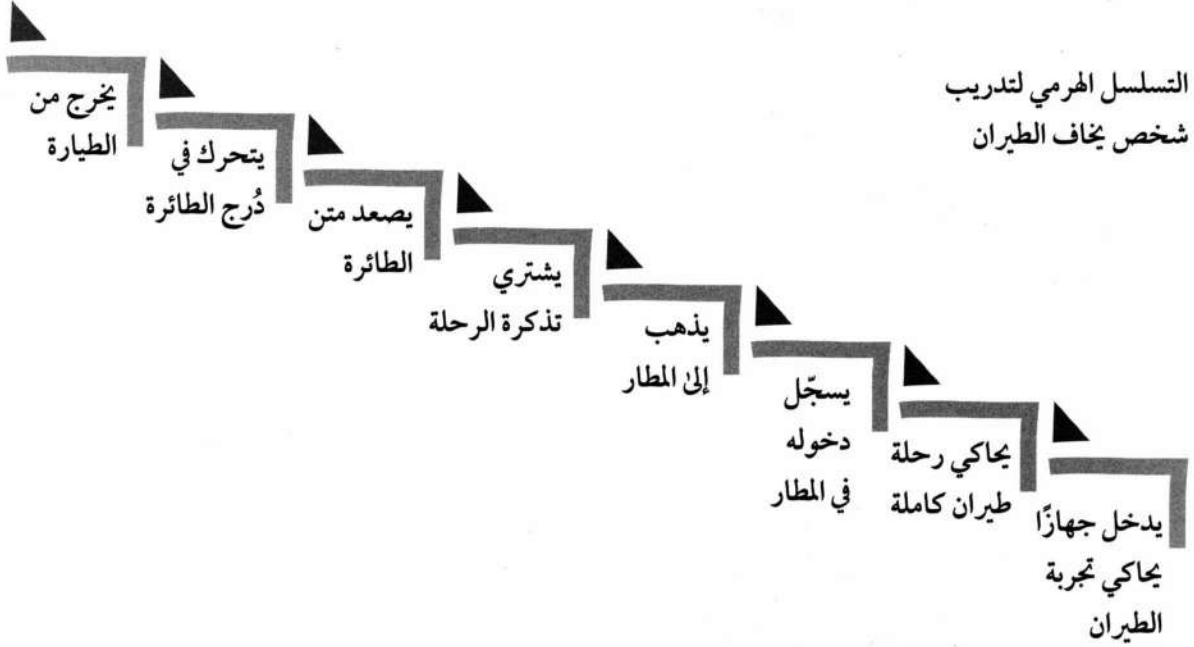 التسلسل الهرمي لتدريب
شخص يخاف الطيران
يدخل جهازًا
يحاكي تجربة
الطيران
يحاكي رحلة
طيران كاملة
يسجّل
دخوله
في المطار
يذهب
إلىٰ المطار
يشتري
تذكرة الرحلة
يصعد متن
الطائرة
يتحرك في
دُرج الطائرة
يخرج من
الطيارة